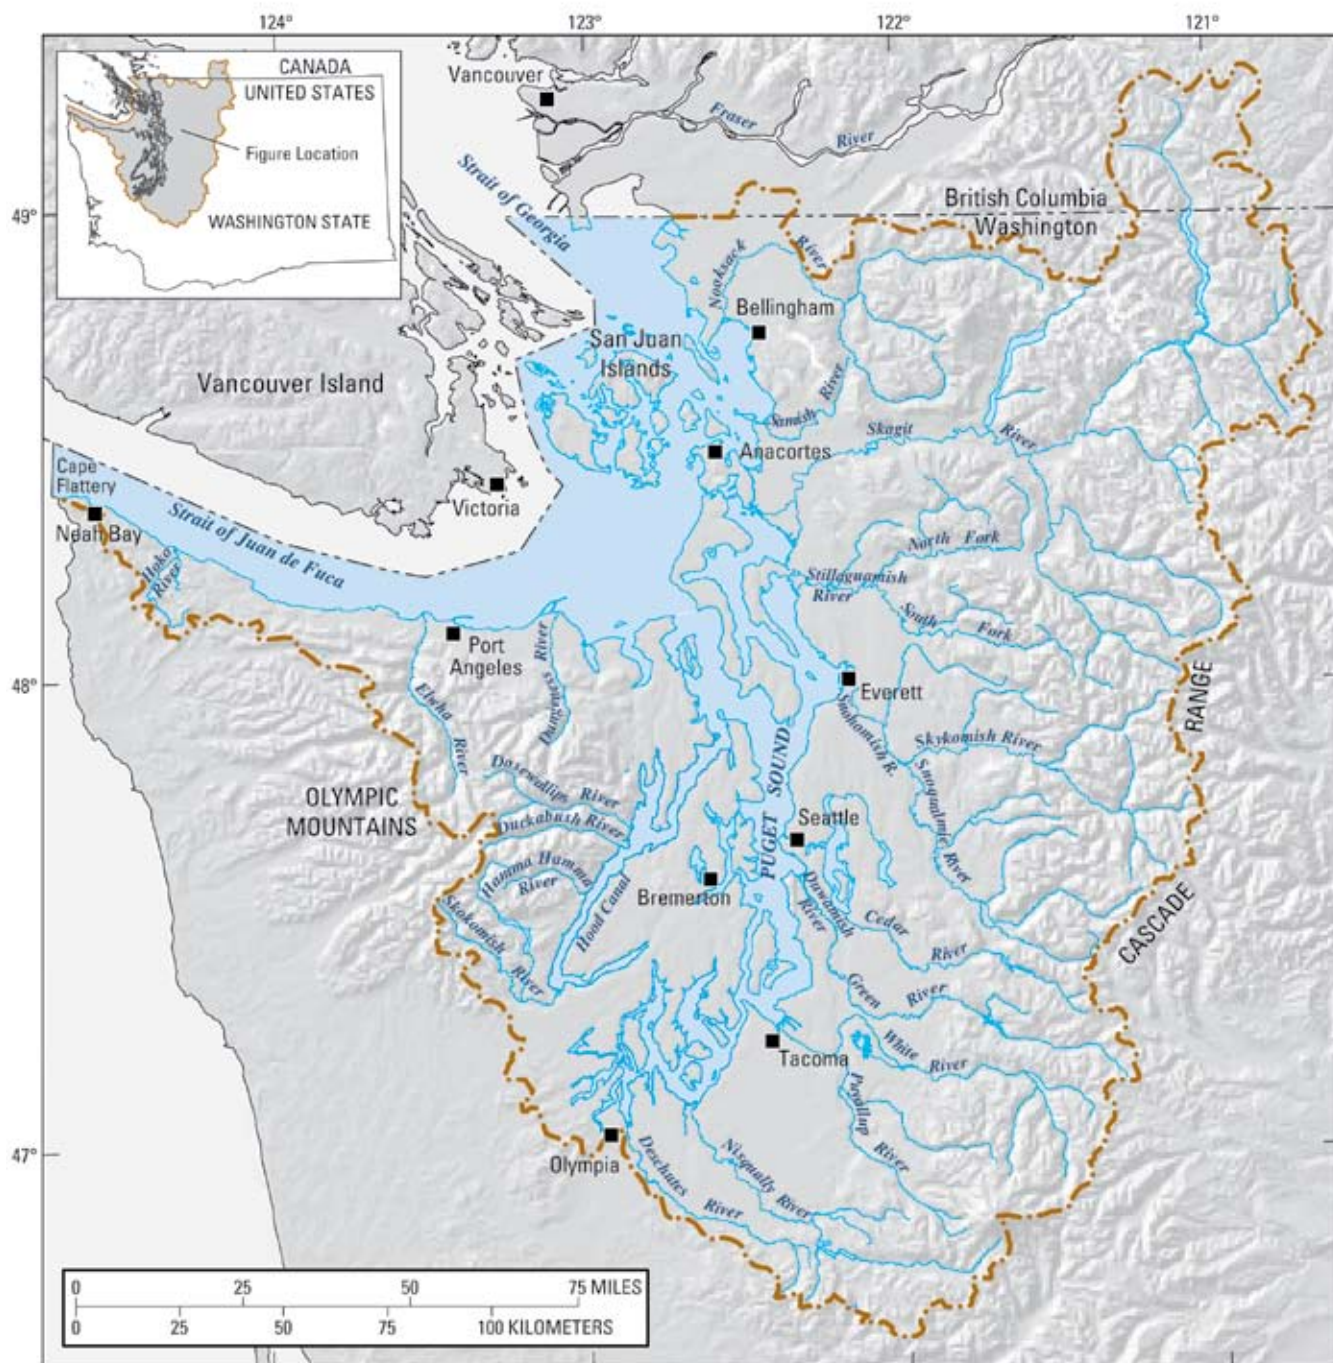 124°
123°
122°
121°
CANADA
UNITED STATES
Figure Location
WASHINGTON STATE
Vancouver
Fraser
River
Strait of Georgia
British Columbia
Washington
49°
Nooksack
River
Bellingham
San Juan
Islands
Vancouver Island
Samish River
Skagit
River
Anacortes
Cape
Flattery
Victoria
Neah Bay
Strait of Juan de Fuca
Hoko
River
North Fork
Stillaguamish
River
South Fork
Port
Angeles
Dungeness
River
48°
Everett
Elwha
River
Snohomish R.
Skykomish River
RANGE
Dosewallips River
PUGET SOUND
Snoqualmie River
OLYMPIC
MOUNTAINS
Duckabush River
Seattle
Hamma Hamma
River
Bremerton
Hood Canal
Duwamish
River
Cedar
River
CASCADE
Skokomish
River
Green
River
Tacoma
White
River
Puyallup
River
47°
Olympia
Deschutes
River
Nisqually River
0 25 50 75 MILES
0 25 50 75 100 KILOMETERS